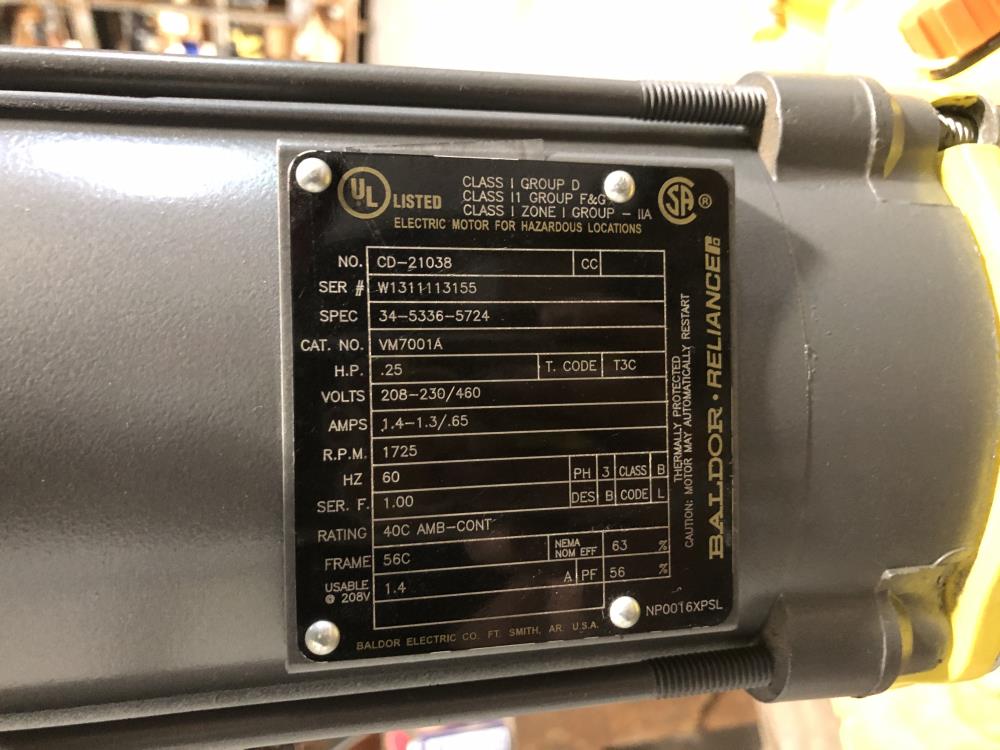 UL LISTED
CLASS I GROUP D
CLASS I1 GROUP F&G
CLASS I ZONE I GROUP - IIA
SA ®
ELECTRIC MOTOR FOR HAZARDOUS LOCATIONS
NO. CD-21038 CC
SER # W1311113155
SPEC 34-5336-5724
CAT. NO. VM7001A
H.P. .25 T. CODE T3C
VOLTS 208-230/460
AMPS 1.4-1.3/.65
R.P.M. 1725
HZ 60 PH 3 CLASS B
SER. F. 1.00 DES B CODE L
RATING 40C AMB-CONT
FRAME 56C NEMA NOM EFF 63 %
USABLE @ 208V 1.4 A PF 56 %
NP0016XPSL
BALDOR ELECTRIC CO. FT. SMITH, AR. U.S.A.
THERMALLY PROTECTED
CAUTION: MOTOR MAY AUTOMATICALLY RESTART
BALDOR · RELIANCE